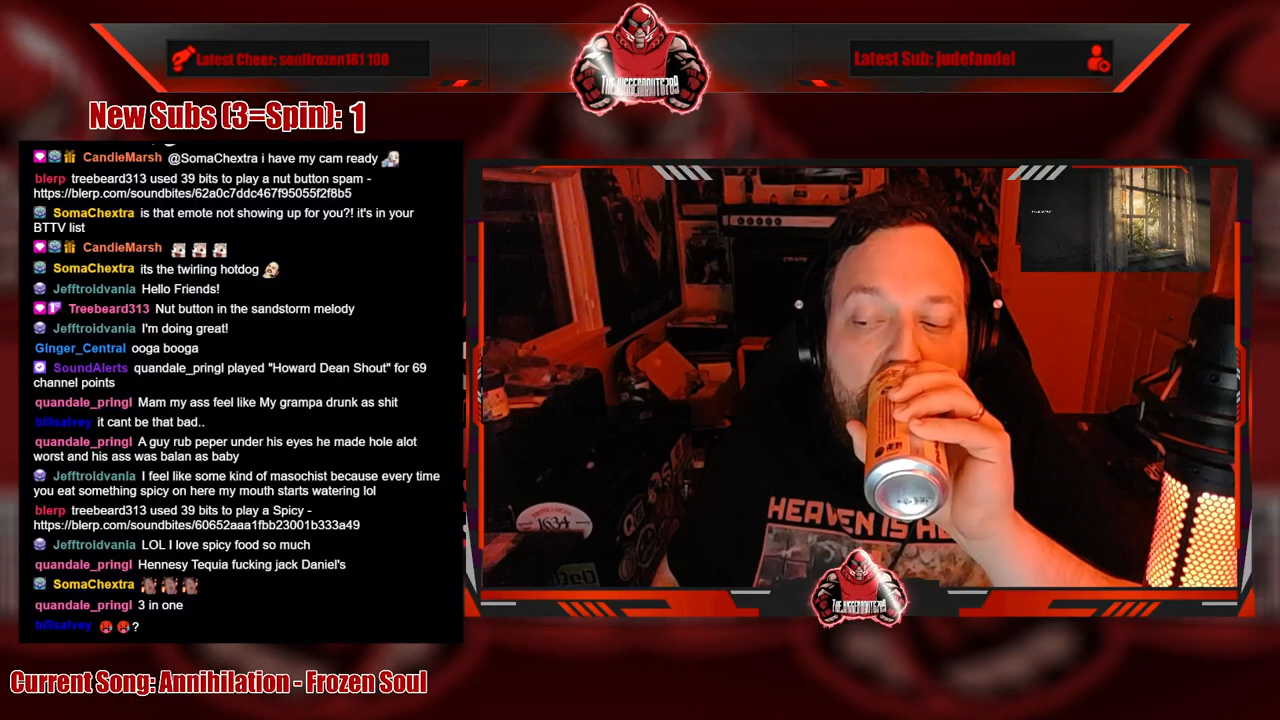 Latest Cheer: soulfrozen181 100
THEJUGGERNAUT6789
Latest Sub: judefandel
New Subs (3=Spin): 1
CandieMarsh @SomaChextra i have my cam ready
blerp treebeard313 used 39 bits to play a nut button spam -
https://blerp.com/soundbites/62a0c7ddc467f95055f2f8b5
SomaChextra is that emote not showing up for you?! it's in your
BTTV list
CandieMarsh
SomaChextra its the twirling hotdog
Jefftroidvania Hello Friends!
Treebeard313 Nut button in the sandstorm melody
Jefftroidvania I'm doing great!
Ginger_Central ooga booga
SoundAlerts quandale_pringl played "Howard Dean Shout" for 69
channel points
quandale_pringl Mam my ass feel like My grampa drunk as shit
billsalvey it cant be that bad..
quandale_pringl A guy rub peper under his eyes he made hole alot
worst and his ass was balan as baby
Jefftroidvania I feel like some kind of masochist because every time
you eat something spicy on here my mouth starts watering lol
blerp treebeard313 used 39 bits to play a Spicy -
https://blerp.com/soundbites/60652aaa1fbb23001b333a49
Jefftroidvania LOL I love spicy food so much
quandale_pringl Hennesy Tequia fucking jack Daniel's
SomaChextra
quandale_pringl 3 in one
billsalvey ?
1634
HEAVEN IS
THEJUGGERNAUT6789
Current Song: Annihilation - Frozen Soul